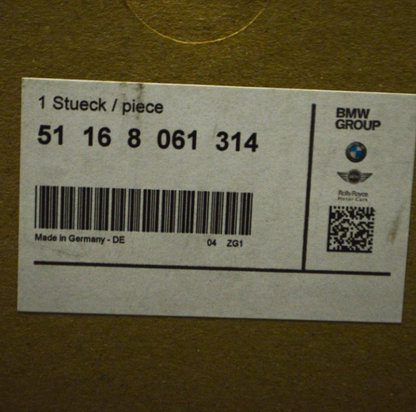 1 Stueck / piece
51 16 8 061 314
Made in Germany - DE
04 ZG1
BMW
GROUP
Rolls-Royce
Motor Cars